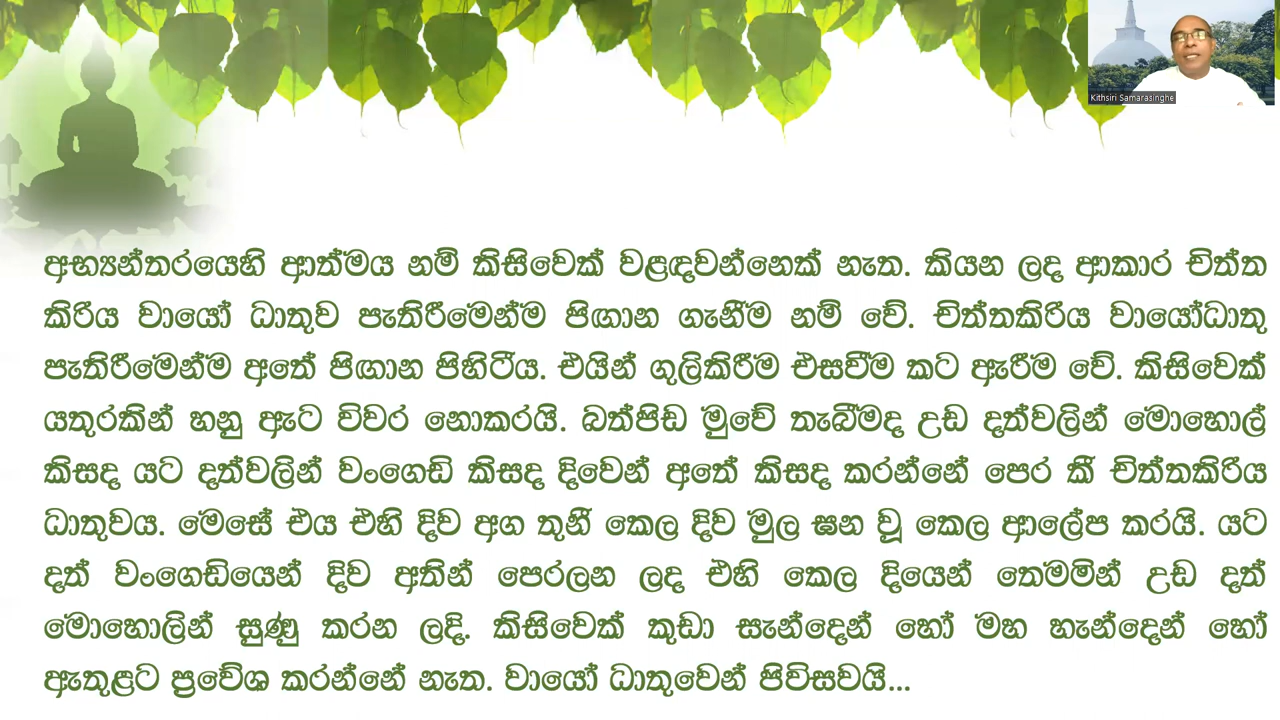 Kithsiri Samarasinghe
අභ්‍යන්තරයෙහි ආත්මය නම් කිසිවෙක් වළඳවන්නෙක් නැත. කියන ලද ආකාර චිත්ත
කිරිය වායෝ ධාතුව පැතිරීමෙන්ම පිඟාන ගැනීම නම් වේ. චිත්තකිරිය වායෝධාතු
පැතිරීමෙන්ම අතේ පිඟාන පිහිටීය. එයින් ගුලිකිරීම එසවීම කට ඇරීම වේ. කිසිවෙක්
යතුරකින් හනු ඇට විවර නොකරයි. බත්පිඩ මුවේ තැබීමද උඩ දත්වලින් මොහොල්
කිසද යට දත්වලින් වංගෙඩි කිසද දිවෙන් අතේ කිසද කරන්නේ පෙර කී චිත්තකිරිය
ධාතුවය. මෙසේ එය එහි දිව අග තුනී කෙල දිව මුල ඝන වූ කෙල ආලේප කරයි. යට
දත් වංගෙඩියෙන් දිව අතින් පෙරලන ලද එහි කෙල දියෙන් තෙමමින් උඩ දත්
මොහොලින් සුණු කරන ලදි. කිසිවෙක් කුඩා සැන්දෙන් හෝ මහ හැන්දෙන් හෝ
ඇතුළට ප්‍රවේශ කරන්නේ නැත. වායෝ ධාතුවෙන් පිවිසවයි...